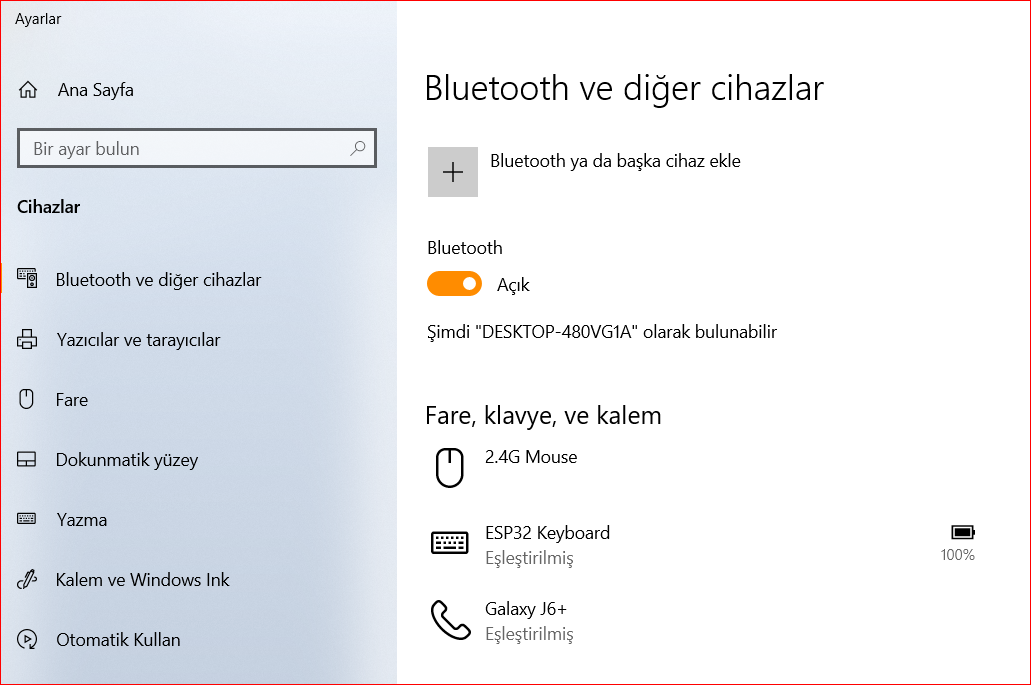 Ayarlar
Ana Sayfa
Bir ayar bulun
Cihazlar
Bluetooth ve diğer cihazlar
Yazıcılar ve tarayıcılar
Fare
Dokunmatik yüzey
Yazma
Kalem ve Windows Ink
Otomatik Kullan
Bluetooth ve diğer cihazlar
Bluetooth ya da başka cihaz ekle
Bluetooth
Açık
Şimdi "DESKTOP-480VG1A" olarak bulunabilir
Fare, klavye, ve kalem
2.4G Mouse
ESP32 Keyboard
Eşleştirilmiş
100%
Galaxy J6+
Eşleştirilmiş